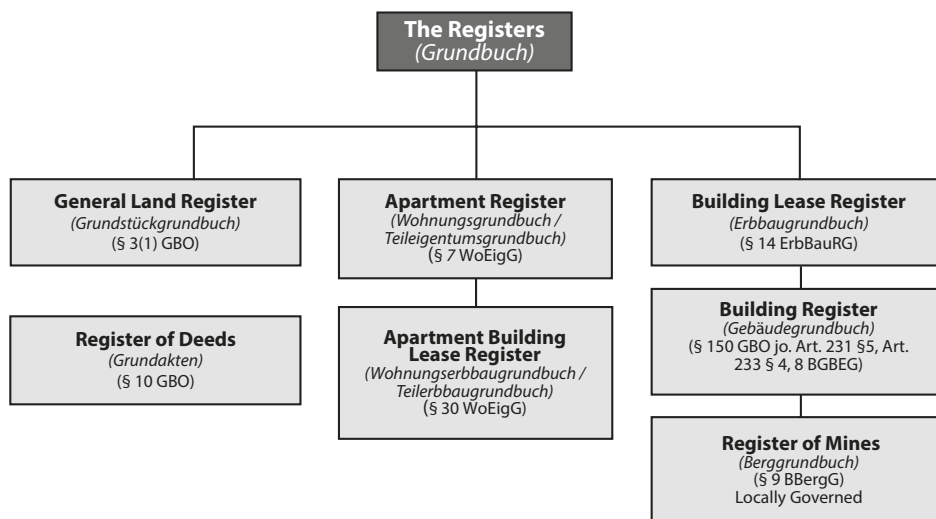 The Registers
(Grundbuch)
General Land Register
(Grundstückgrundbuch)
(§ 3(1) GBO)
Apartment Register
(Wohnungsgrundbuch /
Teileigentumsgrundbuch)
(§ 7 WoEigG)
Building Lease Register
(Erbbaugrundbuch)
(§ 14 ErbBauRG)
Register of Deeds
(Grundakten)
(§ 10 GBO)
Apartment Building
Lease Register
(Wohnungserbbaugrundbuch /
Teilerbbaugrundbuch)
(§ 30 WoEigG)
Building Register
(Gebäudegrundbuch)
(§ 150 GBO jo. Art. 231 §5, Art.
233 § 4, 8 BGBEG)
Register of Mines
(Berggrundbuch)
(§ 9 BBergG)
Locally Governed